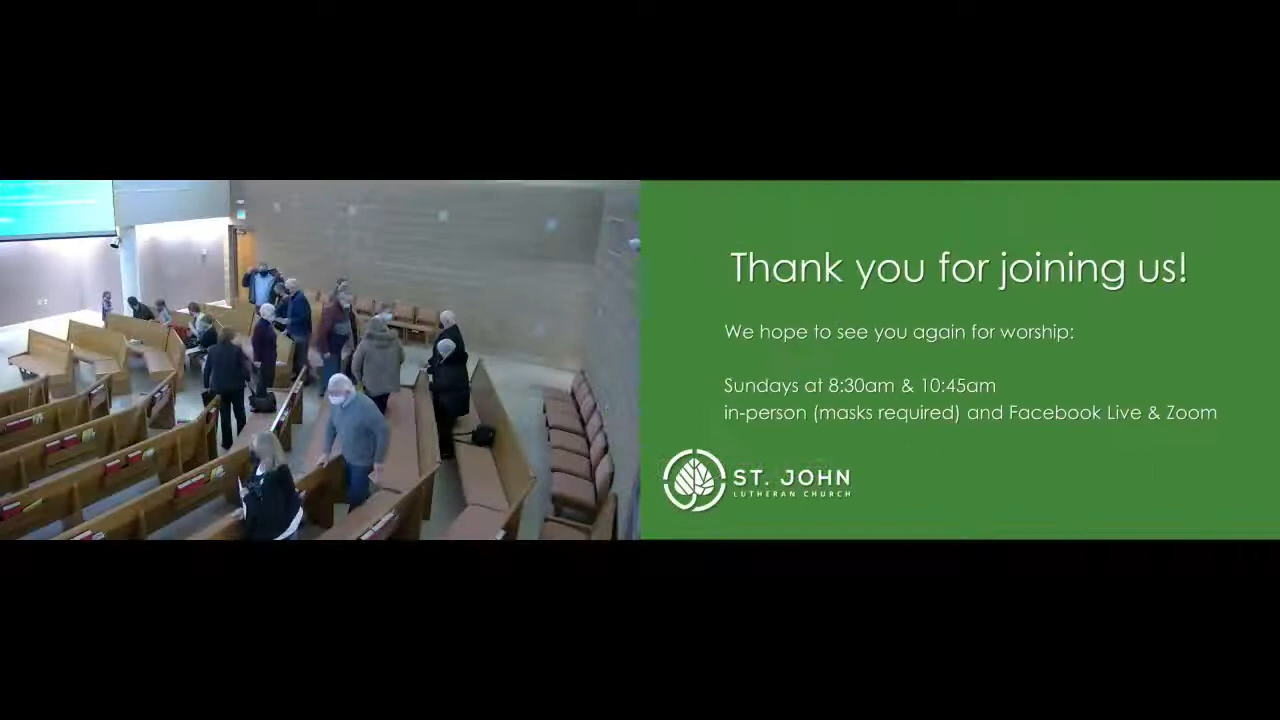 Thank you for joining us!
We hope to see you again for worship:
Sundays at 8:30am & 10:45am
in-person (masks required) and Facebook Live & Zoom
ST. JOHN
LUTHERAN CHURCH